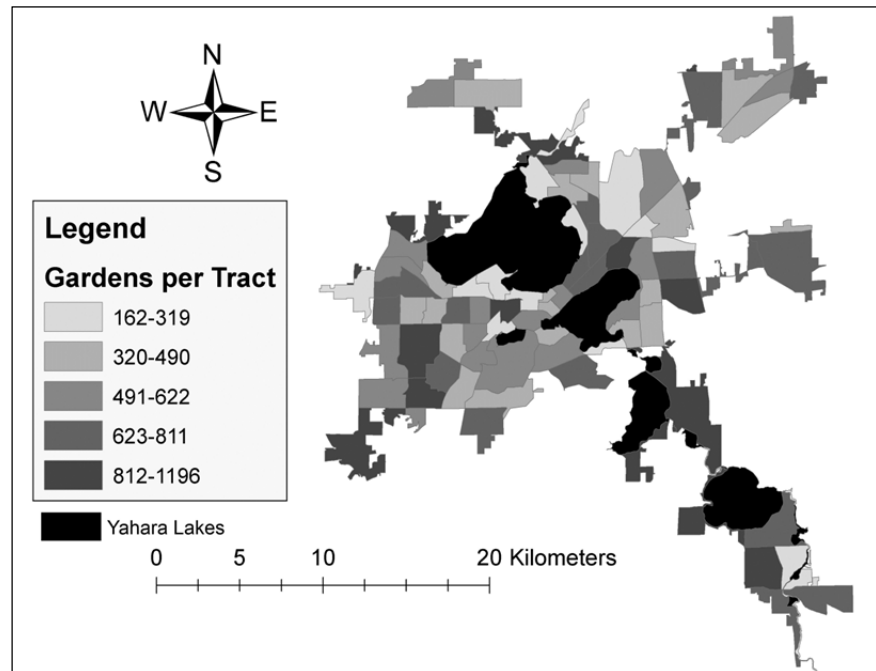 N
W E
S
Legend
Gardens per Tract
162-319
320-490
491-622
623-811
812-1196
Yahara Lakes
0 5 10 20 Kilometers